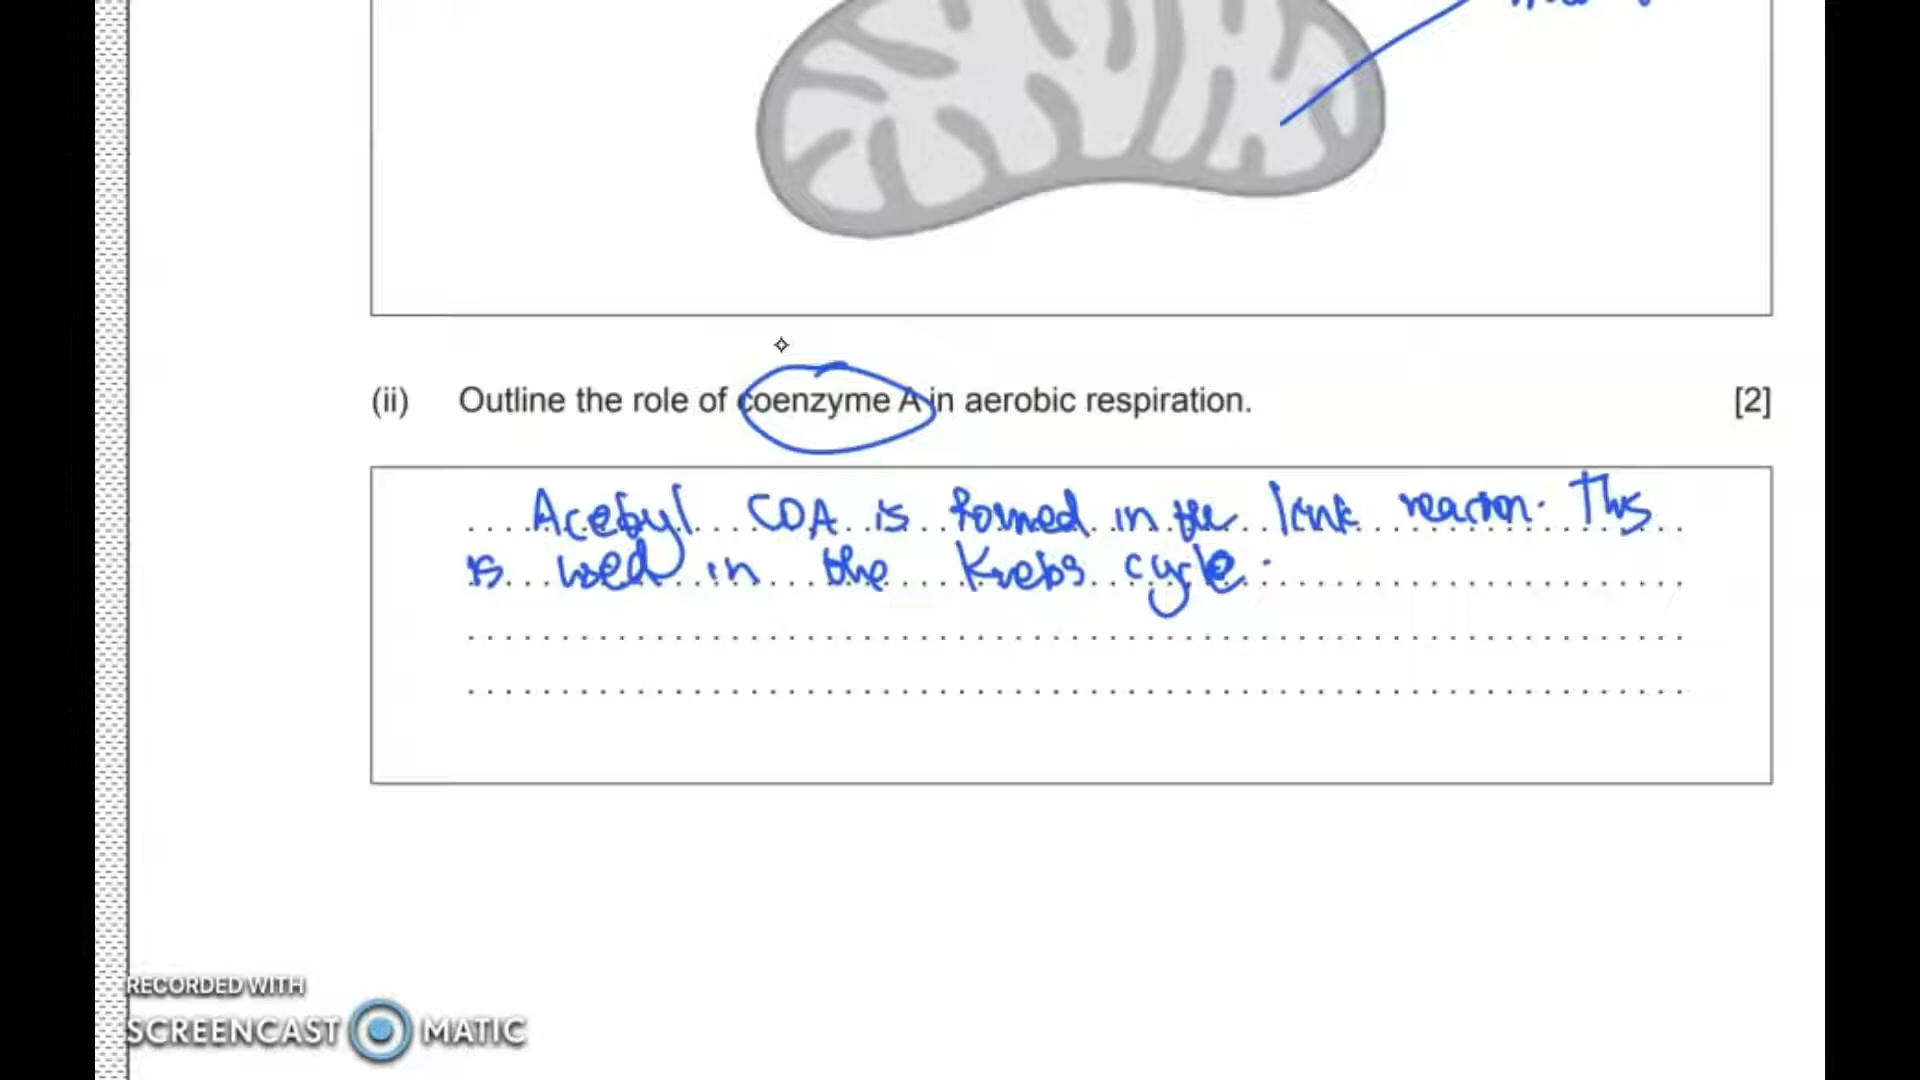 (ii) Outline the role of coenzyme A in aerobic respiration. [2]
Acetyl COA is formed in the link reaction. This
is used in the Krebs cycle.
RECORDED WITH
SCREENCAST MATIC